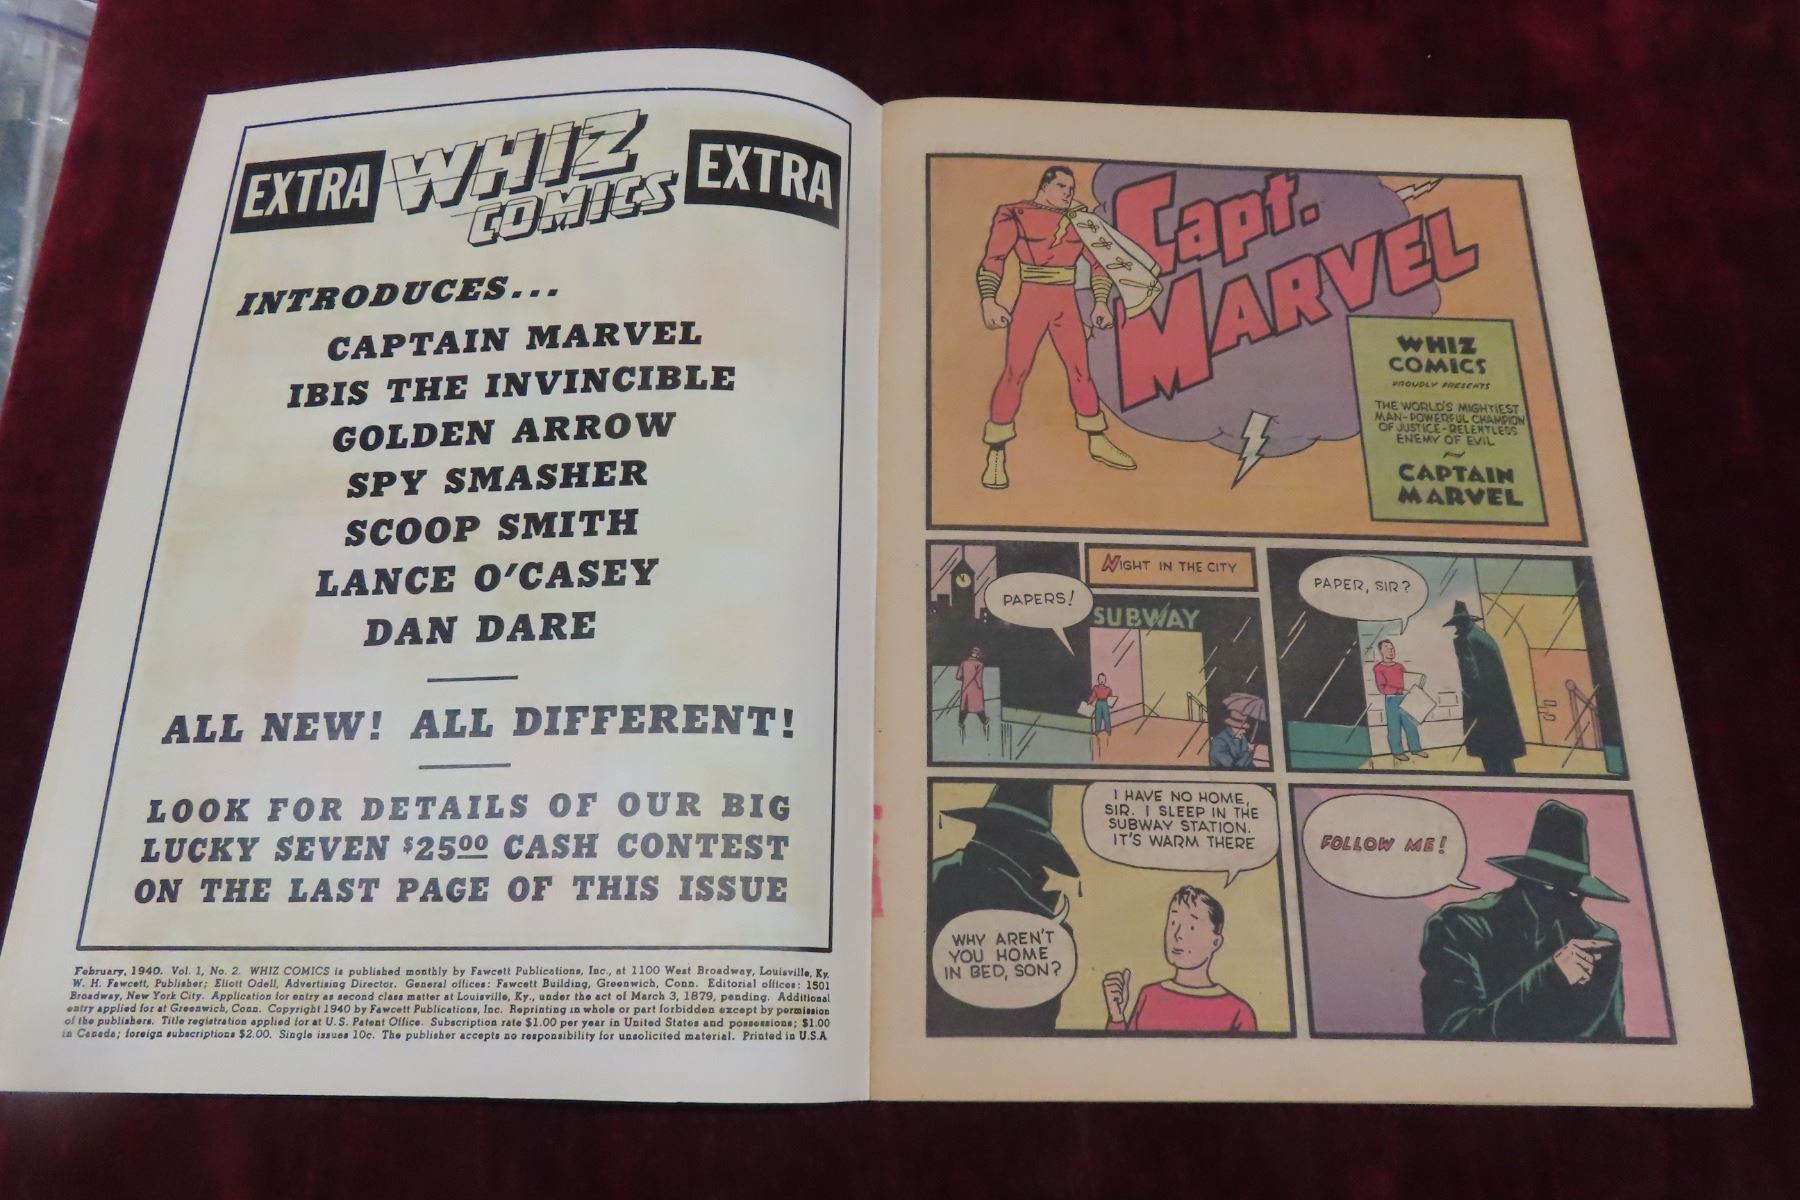 EXTRA WHIZ COMICS EXTRA
INTRODUCES...
CAPTAIN MARVEL
IBIS THE INVINCIBLE
GOLDEN ARROW
SPY SMASHER
SCOOP SMITH
LANCE O'CASEY
DAN DARE
ALL NEW! ALL DIFFERENT!
LOOK FOR DETAILS OF OUR BIG
LUCKY SEVEN $2500 CASH CONTEST
ON THE LAST PAGE OF THIS ISSUE
February, 1940. Vol. 1, No. 2. WHIZ COMICS is published monthly by Fawcett Publications, Inc., at 1100 West Broadway, Louisville, Ky.
W. H. Fawcett, Publisher; Eliott Odell, Advertising Director. General offices: Fawcett Building, Greenwich, Conn. Editorial offices: 1501
Broadway, New York City. Application for entry as second class matter at Louisville, Ky., under the act of March 3, 1879, pending. Additional
entry applied for at Greenwich, Conn. Copyright 1940 by Fawcett Publications, Inc. Reprinting in whole or part forbidden except by permission
of the publishers. Title registration applied for at U.S. Patent Office. Subscription rate $1.00 per year in United States and possessions; $1.00
in Canada; foreign subscriptions $2.00. Single issues 10c. The publisher accepts no responsibility for unsolicited material. Printed in U.S.A
Capt.
MARVEL
WHIZ
COMICS
PROUDLY PRESENTS
THE WORLD'S MIGHTIEST
MAN-POWERFUL CHAMPION
OF JUSTICE-RELENTLESS
ENEMY OF EVIL
~
CAPTAIN
MARVEL
NIGHT IN THE CITY
PAPERS!
SUBWAY
PAPER, SIR?
I HAVE NO HOME,
SIR. I SLEEP IN THE
SUBWAY STATION.
IT'S WARM THERE
WHY AREN'T
YOU HOME
IN BED, SON?
FOLLOW ME!